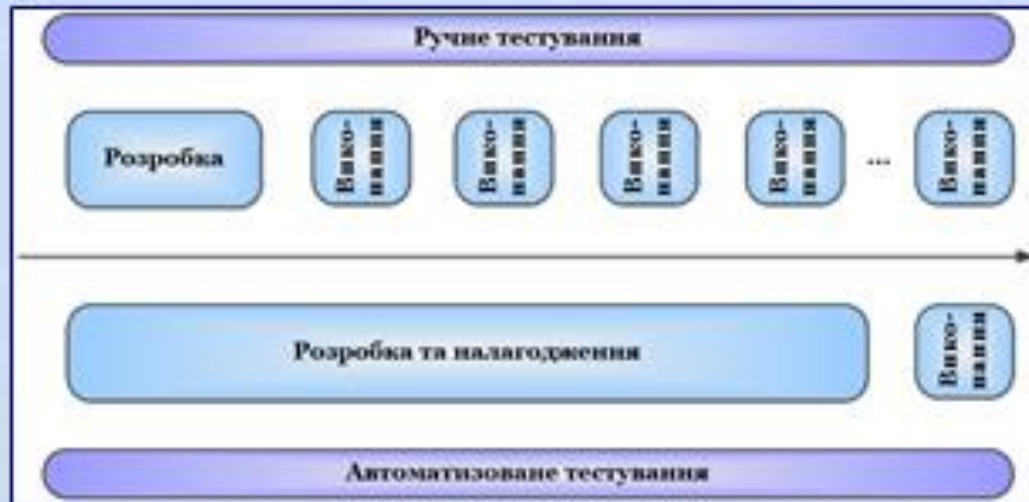 Ручне тестування
Розробка
Вико-
нання
Вико-
нання
Вико-
нання
Вико-
нання
...
Вико-
нання
Розробка та налагодження
Вико-
нання
Автоматизоване тестування